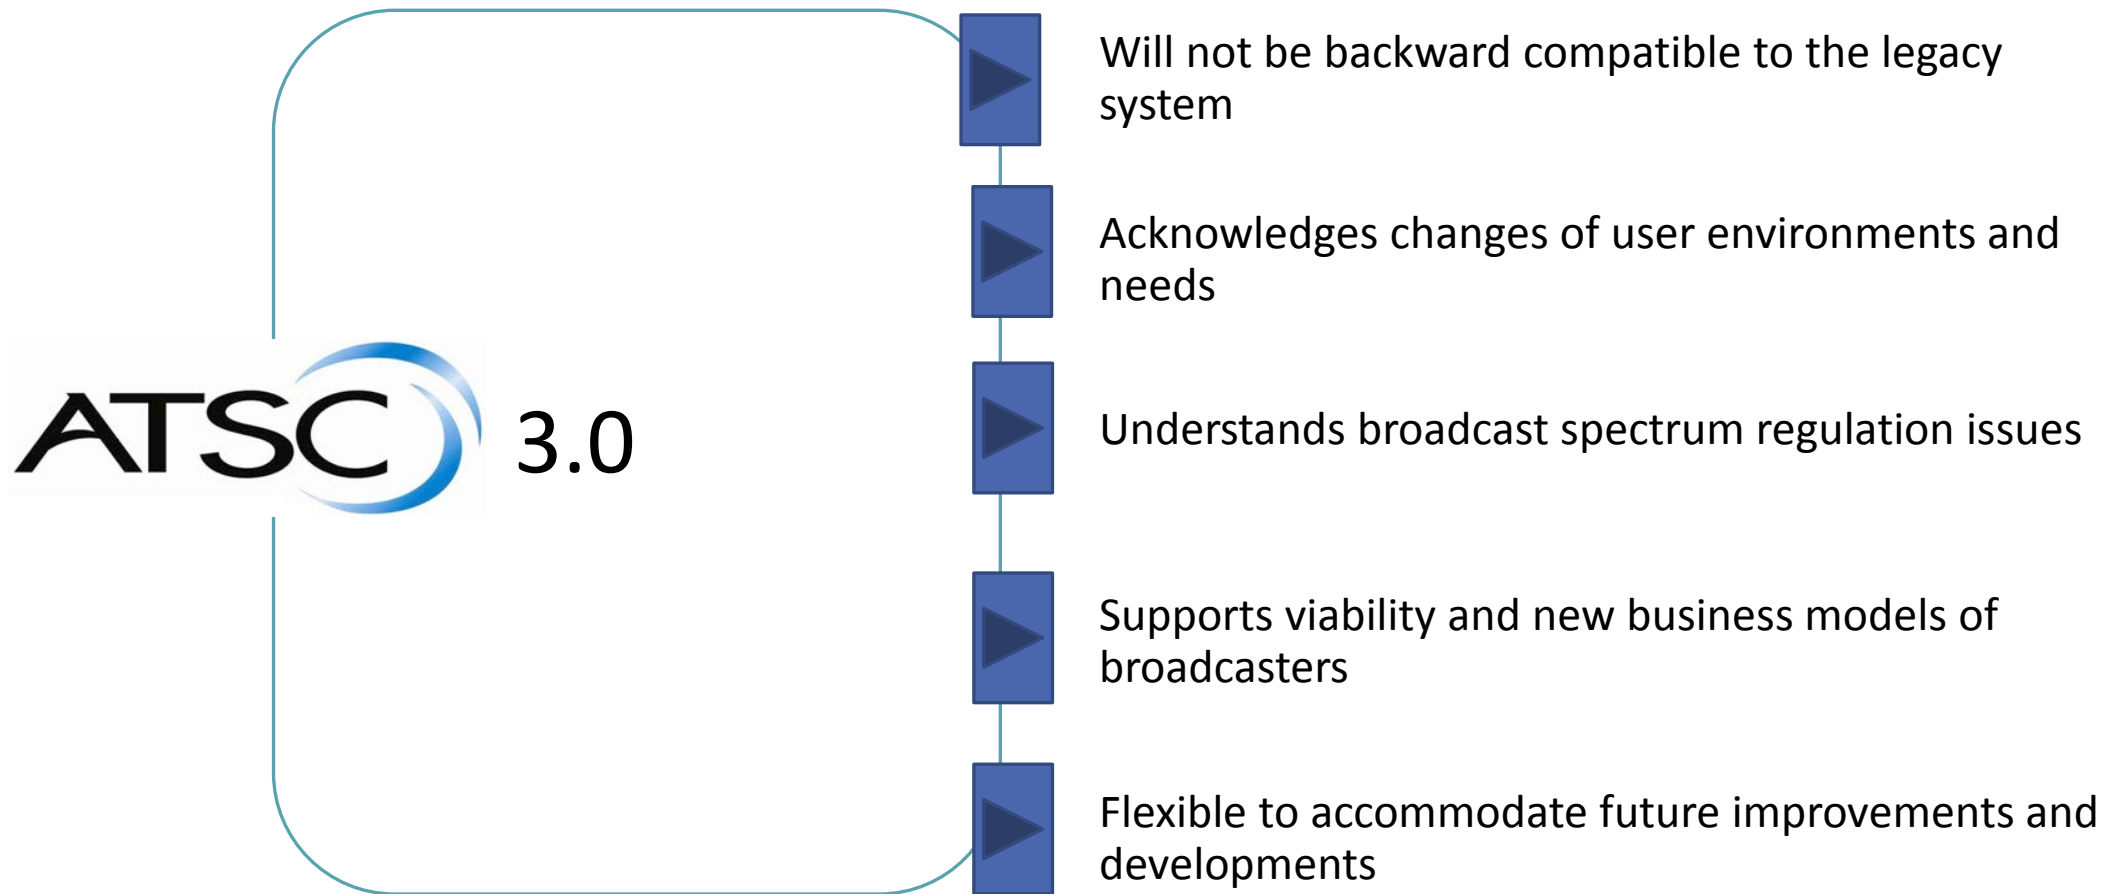 Will not be backward compatible to the legacy
system
Acknowledges changes of user environments and
needs
ATSC 3.0
Understands broadcast spectrum regulation issues
Supports viability and new business models of
broadcasters
Flexible to accommodate future improvements and
developments